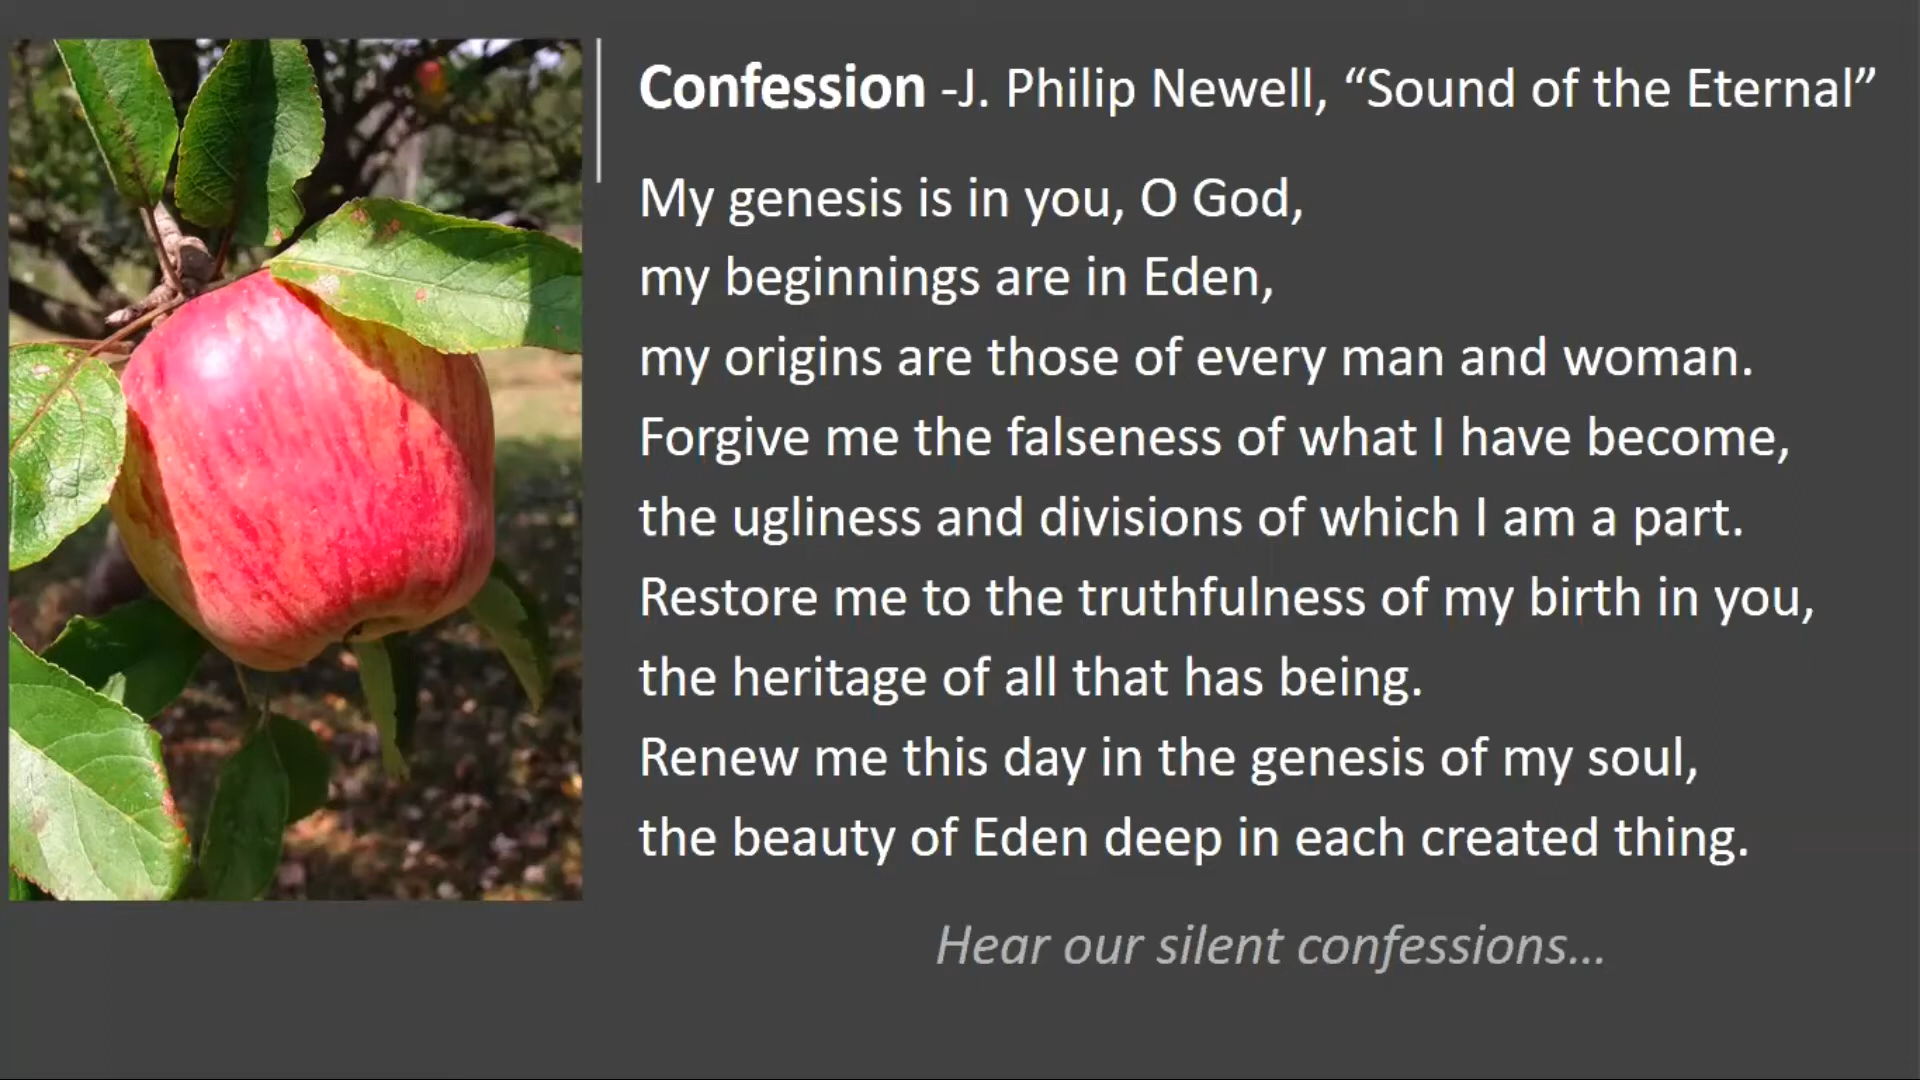 Confession -J. Philip Newell, “Sound of the Eternal”
My genesis is in you, O God,
my beginnings are in Eden,
my origins are those of every man and woman.
Forgive me the falseness of what I have become,
the ugliness and divisions of which I am a part.
Restore me to the truthfulness of my birth in you,
the heritage of all that has being.
Renew me this day in the genesis of my soul,
the beauty of Eden deep in each created thing.
Hear our silent confessions...